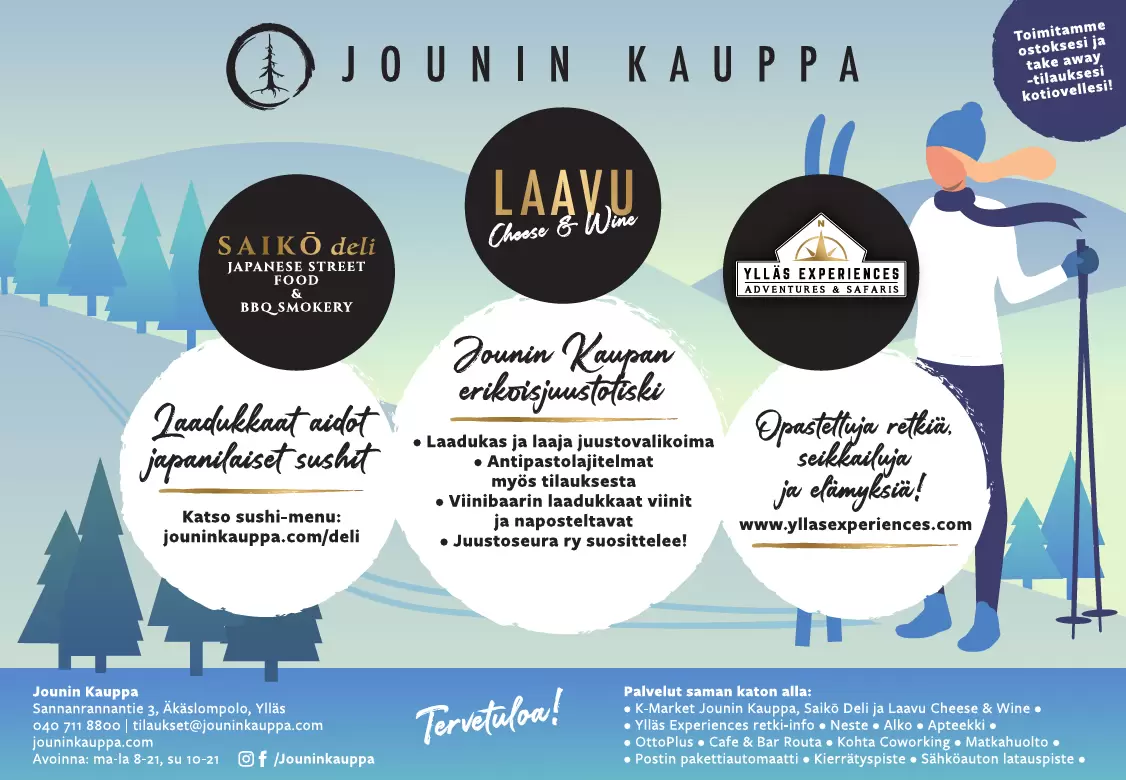 JOUNIN KAUPPA
Toimitamme
ostoksesi ja
take away
-tilauksesi
kotiovellesi!
SAIKŌ deli
JAPANESE STREET
FOOD
&
BBQ SMOKERY
Laadukkaat aidot
japanilaiset sushit
Katso sushi-menu:
jouninkauppa.com/deli
LAAVU
Cheese & Wine
Jounin Kaupan
erikoisjuustotiski
● Laadukas ja laaja juustovalikoima
● Antipastolajitelmat
myös tilauksesta
● Viinibaarin laadukkaat viinit
ja naposteltavat
● Juustoseura ry suosittelee!
N
YLLÄS EXPERIENCES
ADVENTURES & SAFARIS
Opastettuja retkiä,
seikkailuja
ja elämyksiä!
www.yllasexperiences.com
Jounin Kauppa
Sannanrannantie 3, Äkäslompolo, Ylläs
040 711 8800 | tilaukset@jouninkauppa.com
jouninkauppa.com
Avoinna: ma-la 8-21, su 10-21
/Jouninkauppa
Tervetuloa!
Palvelut saman katon alla:
● K-Market Jounin Kauppa, Saikō Deli ja Laavu Cheese & Wine ●
● Ylläs Experiences retki-info ● Neste ● Alko ● Apteekki ●
● OttoPlus ● Cafe & Bar Routa ● Kohta Coworking ● Matkahuolto ●
● Postin pakettiautomaatti ● Kierrätyspiste ● Sähköauton latauspiste ●